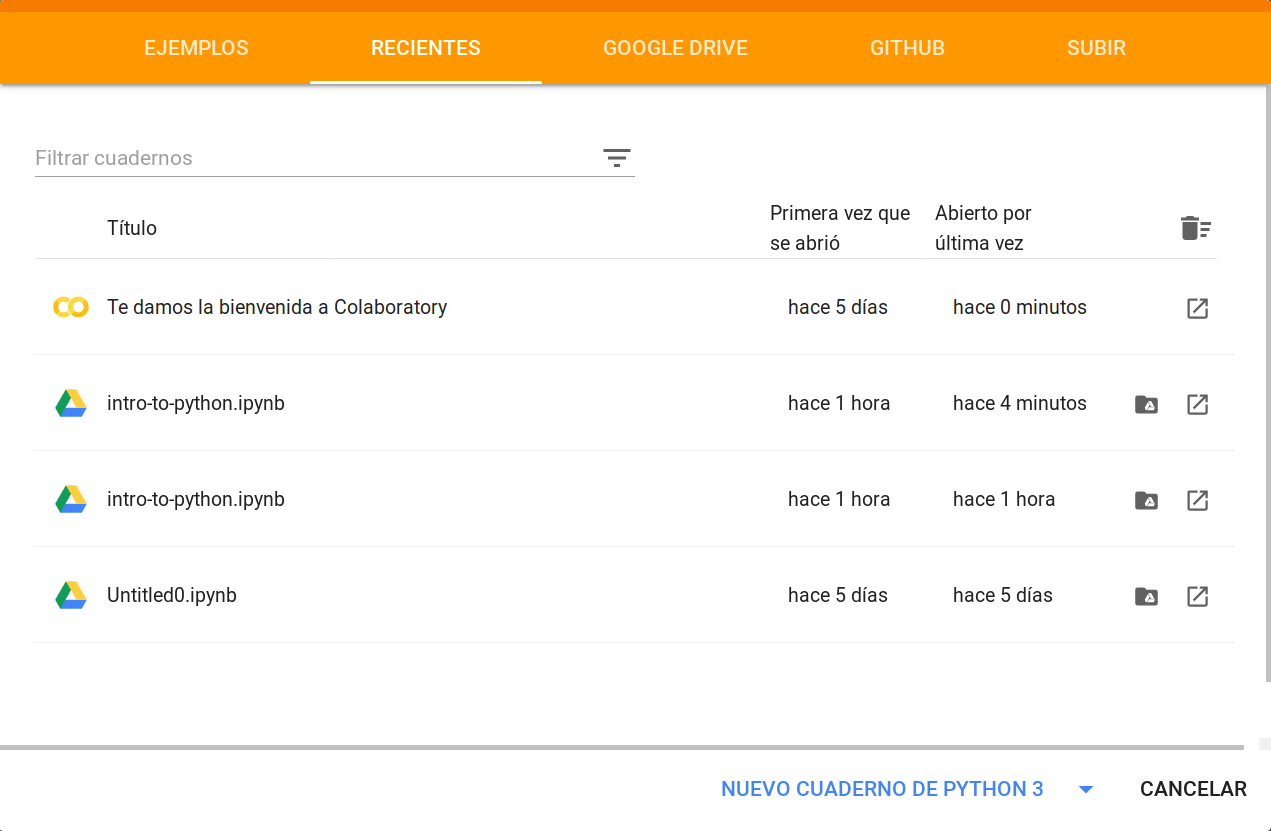 EJEMPLOS RECIENTES GOOGLE DRIVE GITHUB SUBIR
Filtrar cuadernos
Título
Primera vez que
se abrió
Abierto por
última vez
Te damos la bienvenida a Colaboratory hace 5 días hace 0 minutos
intro-to-python.ipynb hace 1 hora hace 4 minutos
intro-to-python.ipynb hace 1 hora hace 1 hora
Untitled0.ipynb hace 5 días hace 5 días
NUEVO CUADERNO DE PYTHON 3 CANCELAR